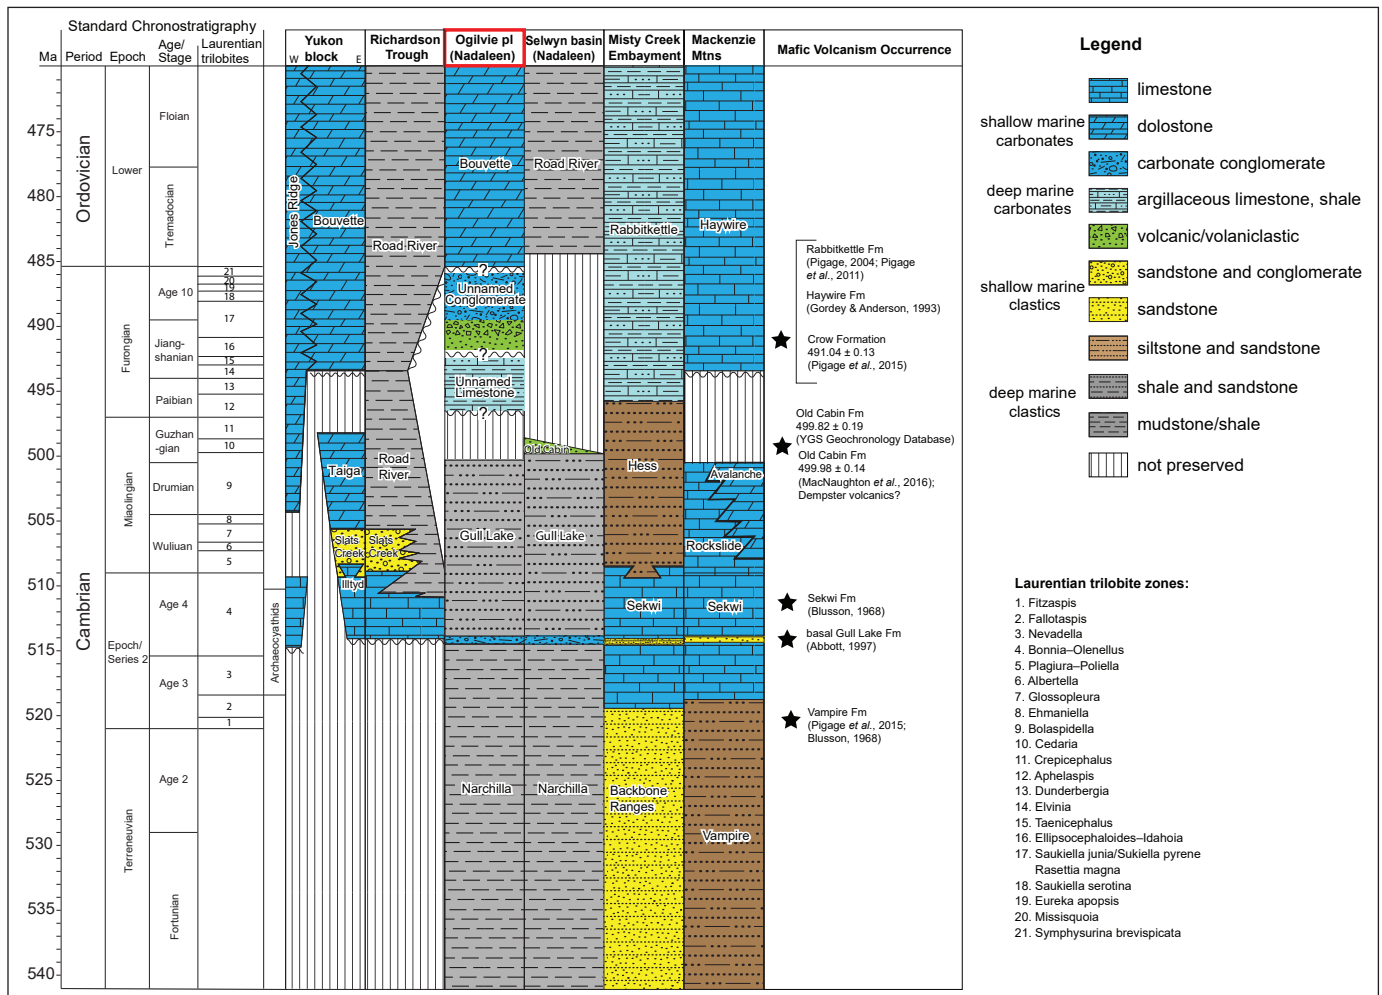 Standard Chronostratigraphy
Ma
Period
Epoch
Age/
Stage
Laurentian
trilobites
Yukon
block
W
E
Richardson
Trough
Ogilvie pl
(Nadaleen)
Selwyn basin
(Nadaleen)
Misty Creek
Embayment
Mackenzie
Mtns
Mafic Volcanism Occurrence
475
480
485
490
495
500
505
510
515
520
525
530
535
540
Ordovician
Cambrian
Lower
Furongian
Miaolingian
Epoch/
Series 2
Terreneuvian
Floian
Tremadocian
Age 10
Jiang-
shanian
Paibian
Guzhan
-gian
Drumian
Wuliuan
Age 4
Age 3
Age 2
Fortunian
21
20
19
18
17
16
15
14
13
12
11
10
9
8
7
6
5
4
3
2
1
Archaeocyathids
Jones Ridge
Bouvette
Taiga
Slats
Creek
Illtyd
Road River
Road
River
Slats
Creek
Bouvette
?
Unnamed
Conglomerate
?
Unnamed
Limestone
?
Gull Lake
Narchilla
Road River
Old Cabin
Gull Lake
Narchilla
Rabbitkettle
Hess
Sekwi
Backbone
Ranges
Haywire
Avalanche
Rockslide
Sekwi
Vampire
Rabbitkettle Fm
(Pigage, 2004; Pigage
et al., 2011)
Haywire Fm
(Gordey & Anderson, 1993)
Crow Formation
491.04 ± 0.13
(Pigage et al., 2015)
Old Cabin Fm
499.82 ± 0.19
(YGS Geochronology Database)
Old Cabin Fm
499.98 ± 0.14
(MacNaughton et al., 2016);
Dempster volcanics?
Sekwi Fm
(Blusson, 1968)
basal Gull Lake Fm
(Abbott, 1997)
Vampire Fm
(Pigage et al., 2015;
Blusson, 1968)
Legend
shallow marine
carbonates
deep marine
carbonates
shallow marine
clastics
deep marine
clastics
limestone
dolostone
carbonate conglomerate
argillaceous limestone, shale
volcanic/volaniclastic
sandstone and conglomerate
sandstone
siltstone and sandstone
shale and sandstone
mudstone/shale
not preserved
Laurentian trilobite zones:
1. Fitzaspis
2. Fallotaspis
3. Nevadella
4. Bonnia–Olenellus
5. Plagiura–Poliella
6. Albertella
7. Glossopleura
8. Ehmaniella
9. Bolaspidella
10. Cedaria
11. Crepicephalus
12. Aphelaspis
13. Dunderbergia
14. Elvinia
15. Taenicephalus
16. Ellipsocephaloides–Idahoia
17. Saukiella junia/Sukiella pyrene
Rasettia magna
18. Saukiella serotina
19. Eureka apopsis
20. Missisquoia
21. Symphysurina brevispicata